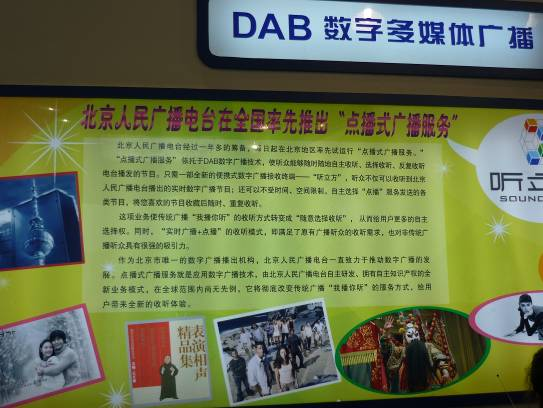 DAB 数字多媒体广播
北京人民广播电台在全国率先推出“点播式广播服务”
北京人民广播电台经过一年多的筹备，今日起在北京地区率先试运行“点播式广播服务。”
“点播式广播服务”依托于DAB数字广播技术，使听众能够随时随地自主收听、选择收听、反复收听
电台播发的节目。只需一部全新的便携式数字广播接收终端——“听立方”，听众不仅可以收听到北京
人民广播电台播出的实时数字广播节目；还可以不受时间、空间限制，自主选择“点播”服务发送的各
类节目，将您喜欢的节目收藏后随时、重复收听。
这项业务使传统广播“我播你听”的收听方式转变成“随意选择收听”，从而给用户更多的自主
选择权。同时，“实时广播+点播”的收听模式，即满足了原有广播听众的收听需求，也对非传统广
播听众具有很强的吸引力。
作为北京市唯一的数字广播播出机构，北京人民广播电台一直致力于推动数字广播的发
展。点播式广播服务就是应用数字广播技术，由北京人民广播电台自主研发、拥有自主知识产权的全
新业务模式，在全球范围内尚无先例，它将彻底改变传统广播“我播你听”的服务方式，给用
户带来全新的收听体验。
听立
SOUND
表演相声
精品集